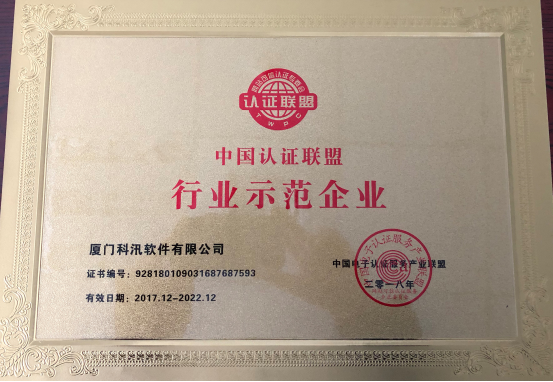 认证联盟
TWPC
中国认证联盟
行业示范企业
厦门科汛软件有限公司
证书编号：928180109031687687593
有效日期：2017.12-2022.12
中国电子认证服务产业联盟
二零一八年